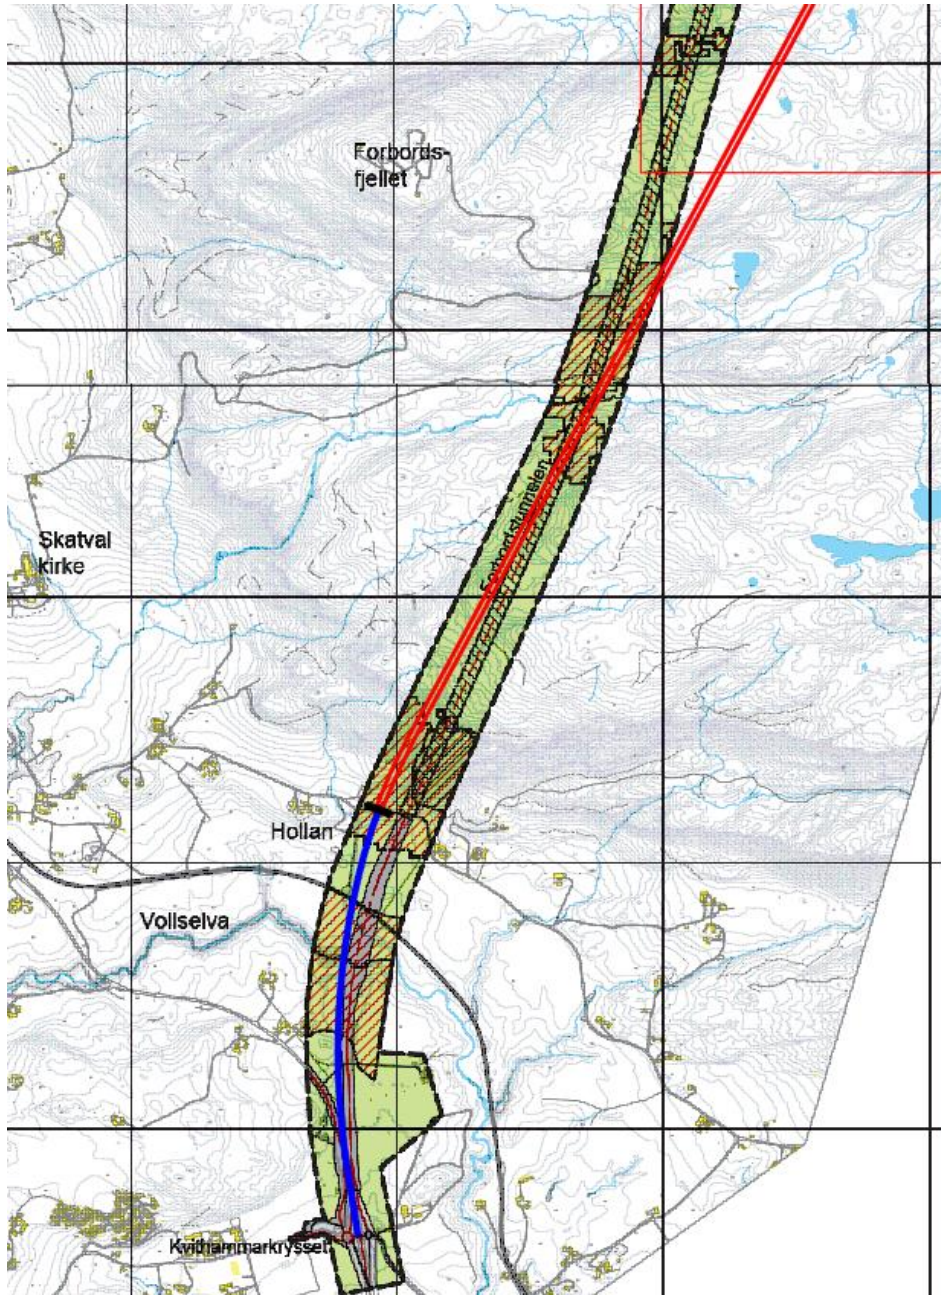 Forbords-
fjellet
Forbordstunnelen
Skatval
kirke
Hollan
Vollselva
Kvithammarkrysset